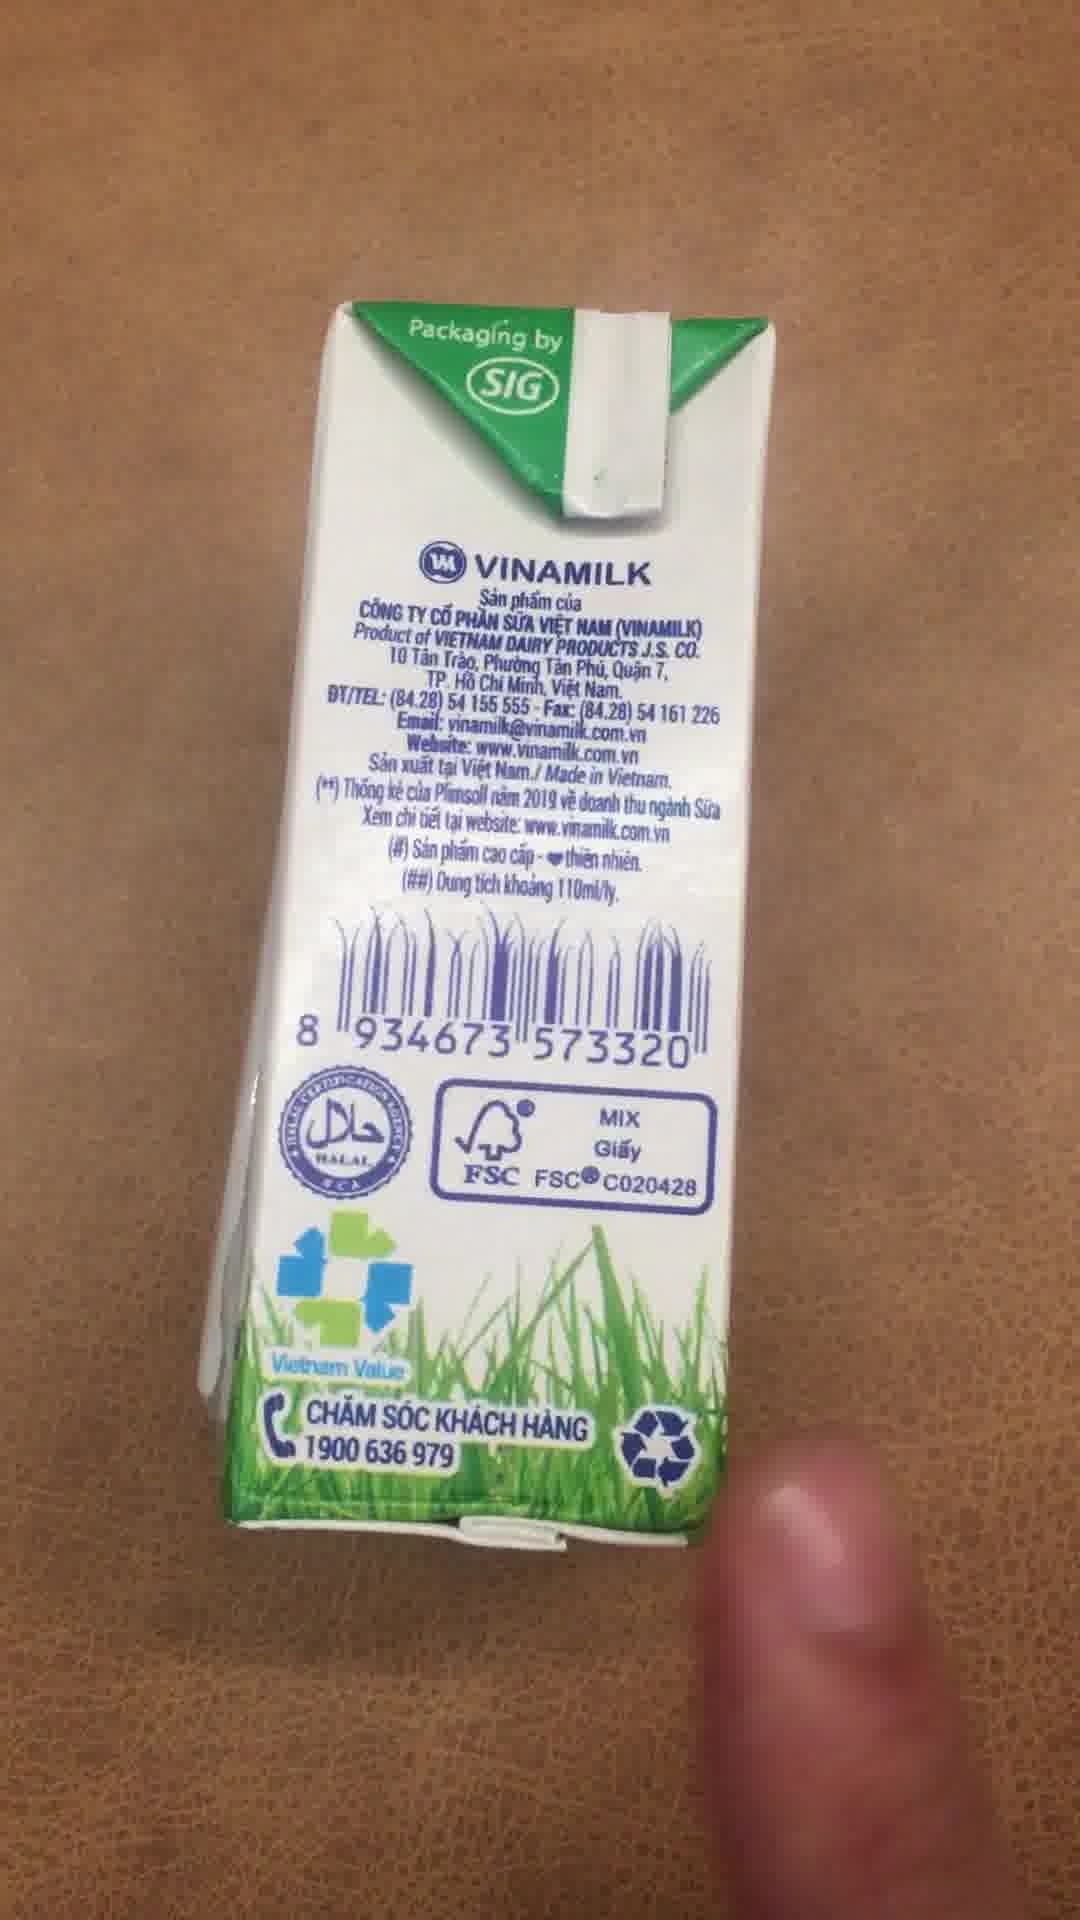 Packaging by
SIG
VINAMILK
Sản phẩm của
CÔNG TY CỔ PHẦN SỮA VIỆT NAM (VINAMILK)
Product of VIETNAM DAIRY PRODUCTS J.S. CO.
10 Tân Trào, Phường Tân Phú, Quận 7,
TP. Hồ Chí Minh, Việt Nam.
ĐT/TEL: (84.28) 54 155 555 - Fax: (84.28) 54 161 226
Email: vinamilk@vinamilk.com.vn
Website: www.vinamilk.com.vn
Sản xuất tại Việt Nam./ Made in Vietnam.
(**) Thống kê của Plimsoll năm 2019 về doanh thu ngành Sữa
Xem chi tiết tại website: www.vinamilk.com.vn
(#) Sản phẩm cao cấp - ❤thiên nhiên.
(##) Dung tích khoảng 110ml/ly.
8 934673 573320
HALAL CERTIFICATION AGENCY
حلال
HALAL
HCA
MIX
Giấy
FSC FSC® C020428
Vietnam Value
CHĂM SÓC KHÁCH HÀNG
1900 636 979